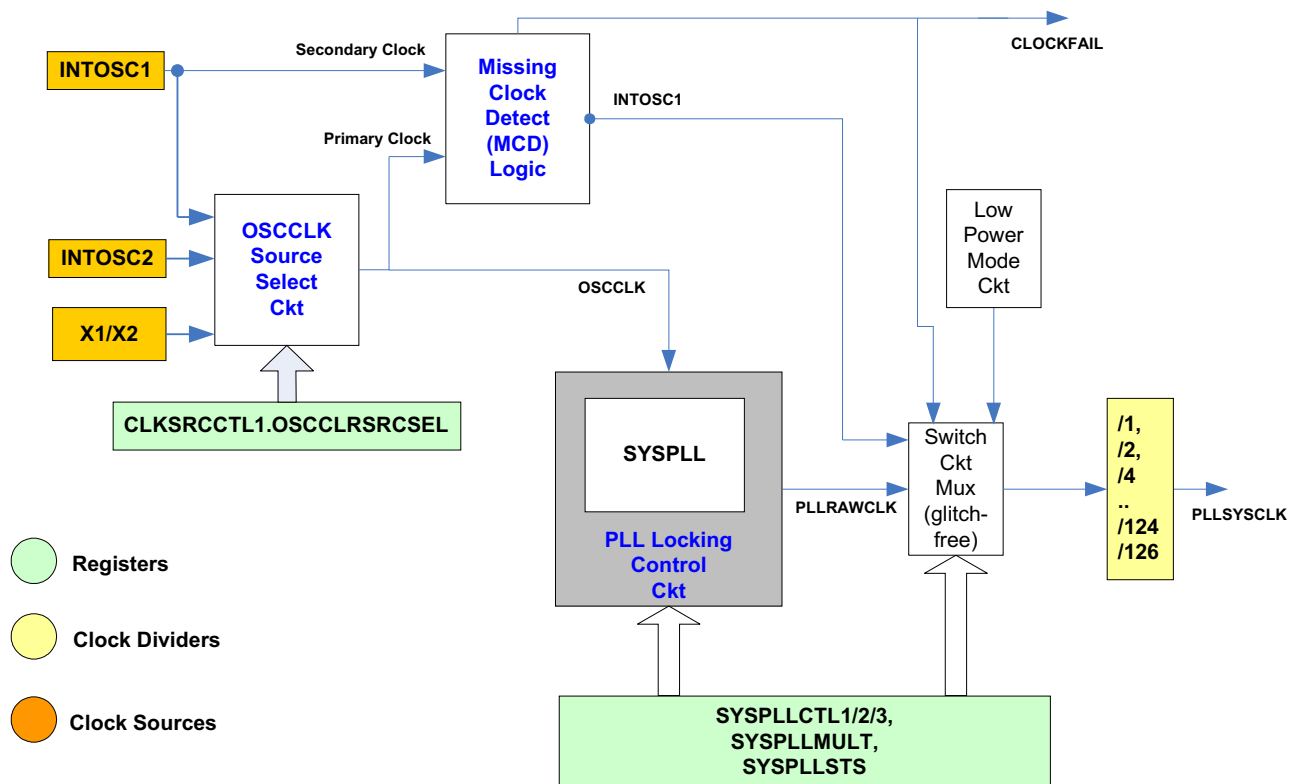 CLOCKFAIL
Secondary Clock
INTOSC1
Missing
Clock
Detect
(MCD)
Logic
INTOSC1
Primary Clock
OSCCLK
Source
Select
Ckt
INTOSC2
X1/X2
OSCCLK
Low
Power
Mode
Ckt
CLKSRCCTL1.OSCCLRSRCSEL
SYSPLL
PLL Locking
Control
Ckt
PLLRAWCLK
Switch
Ckt
Mux
(glitch-
free)
/1,
/2,
/4
..
/124
/126
PLLSYSCLK
Registers
Clock Dividers
Clock Sources
SYSPLLCTL1/2/3,
SYSPLLMULT,
SYSPLLSTS